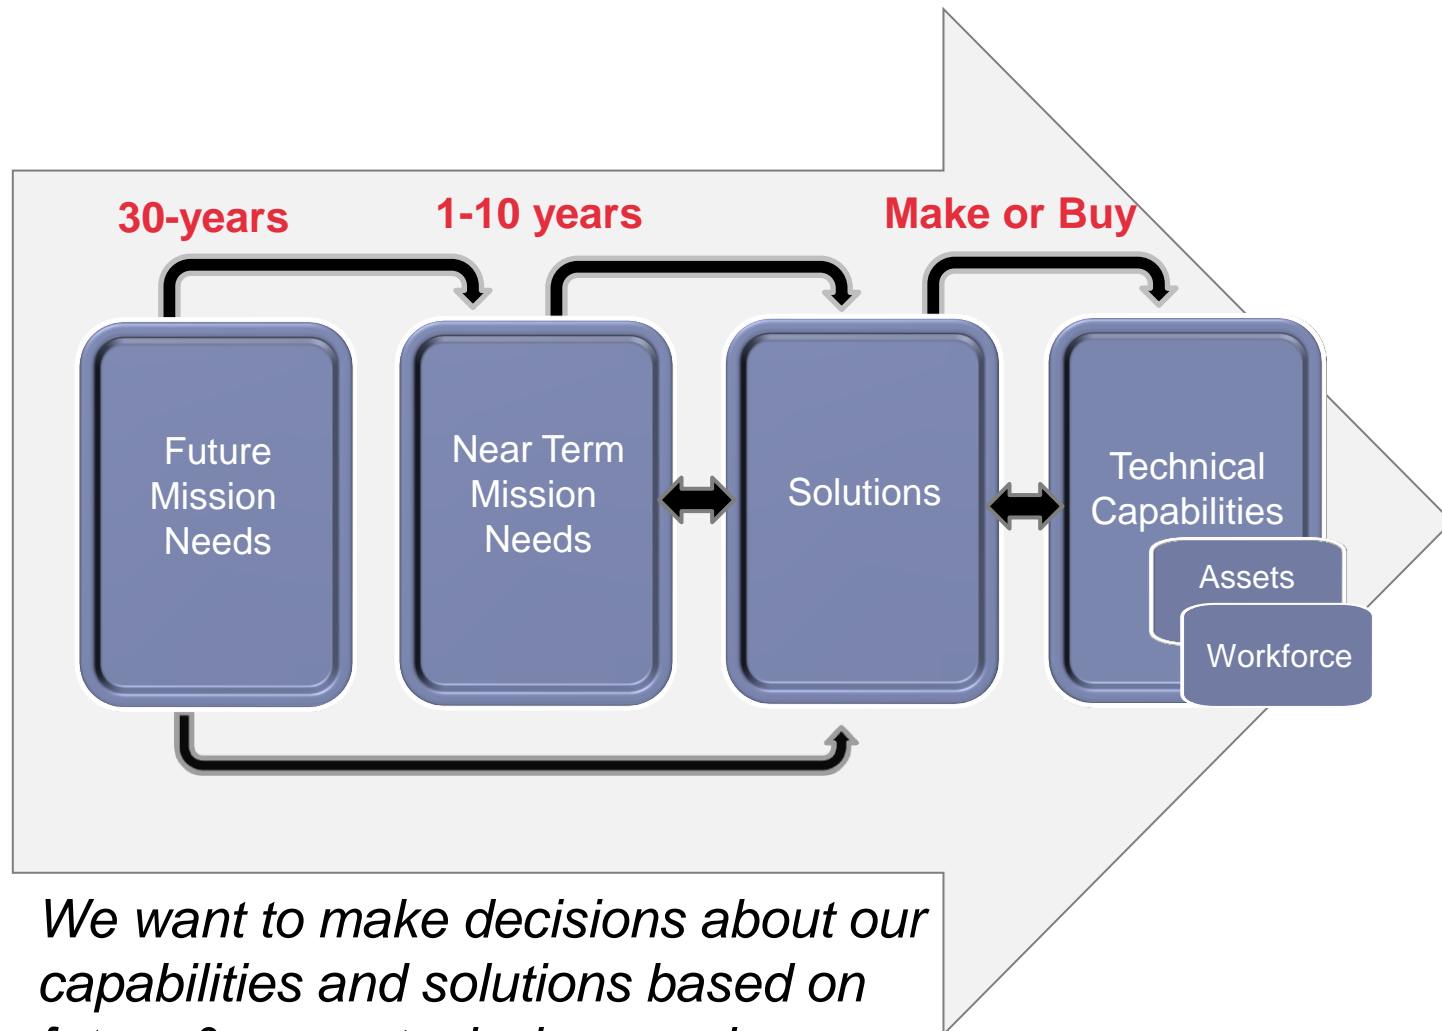 30-years
1-10 years
Make or Buy
Future
Mission
Needs
Near Term
Mission
Needs
Solutions
Technical
Capabilities
Assets
Workforce
We want to make decisions about our
capabilities and solutions based on